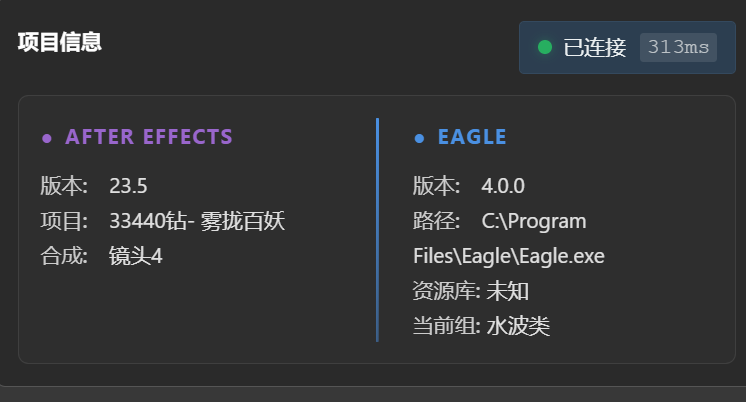 项目信息
已连接 313ms
AFTER EFFECTS
版本: 23.5
项目: 33440钻- 雾拢百妖
合成: 镜头4
EAGLE
版本: 4.0.0
路径: C:\Program
Files\Eagle\Eagle.exe
资源库: 未知
当前组: 水波类